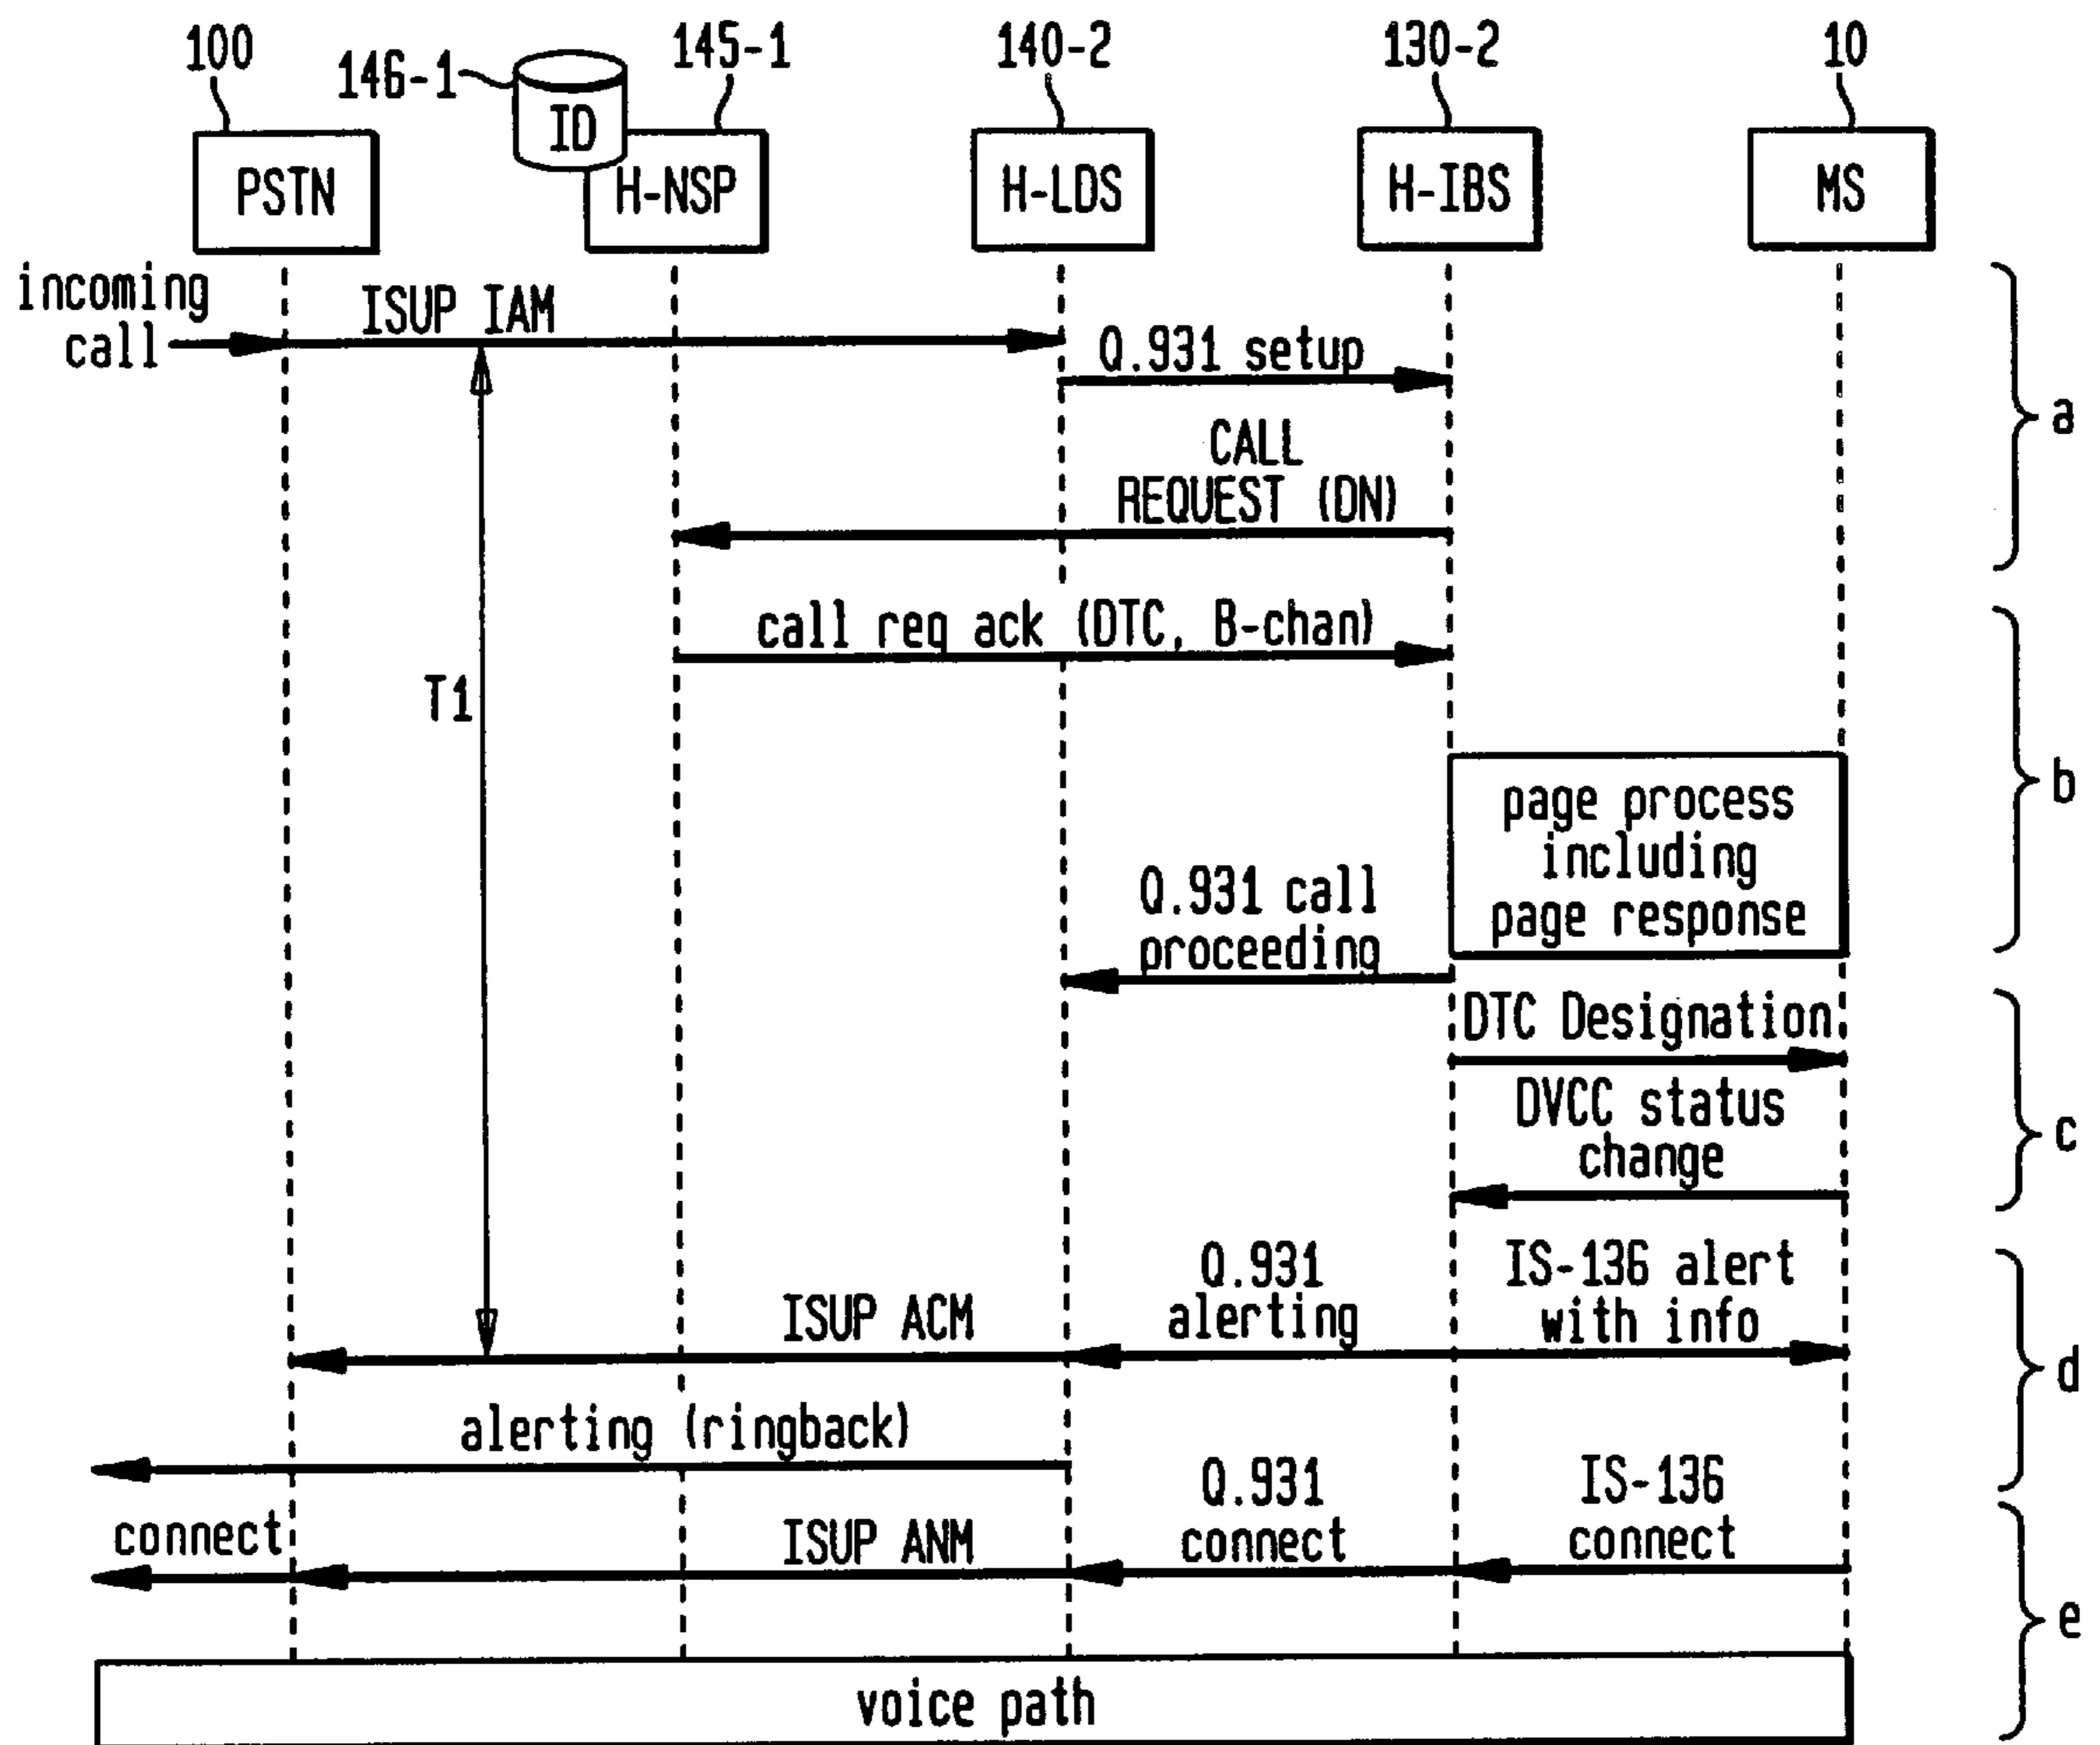 100
146-1
145-1
140-2
130-2
10
ID
PSTN
H-NSP
H-LDS
H-IBS
MS
incoming
call
ISUP IAM
Q.931 setup
CALL
REQUEST (DN)
a
call req ack (DTC, B-chan)
T1
page process
including
page response
b
Q.931 call
proceeding
DTC Designation
DVCC status
change
c
ISUP ACM
Q.931
alerting
IS-136 alert
with info
d
alerting (ringback)
connect
ISUP ANM
Q.931
connect
IS-136
connect
e
voice path